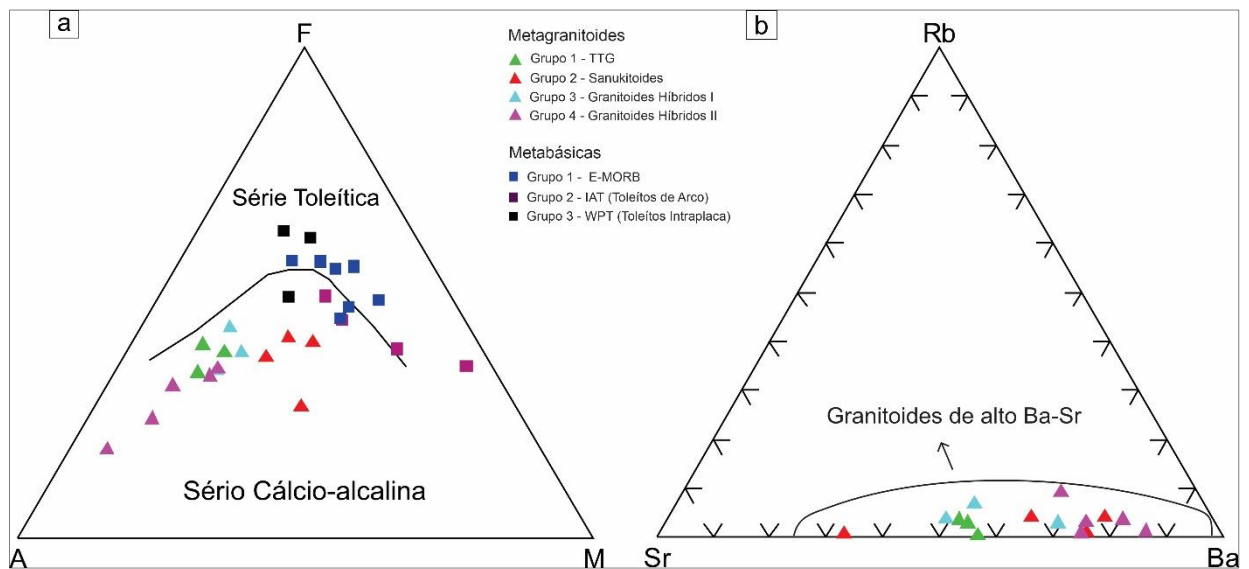 a
F
A
M
Série Toleítica
Sério Cálcio-alcalina
Metagranitoides
Grupo 1 - TTG
Grupo 2 - Sanukitoides
Grupo 3 - Granitoides Híbridos I
Grupo 4 - Granitoides Híbridos II
Metabásicas
Grupo 1 - E-MORB
Grupo 2 - IAT (Toleítos de Arco)
Grupo 3 - WPT (Toleítos Intraplaca)
b
Rb
Granitoides de alto Ba-Sr
Sr
Ba